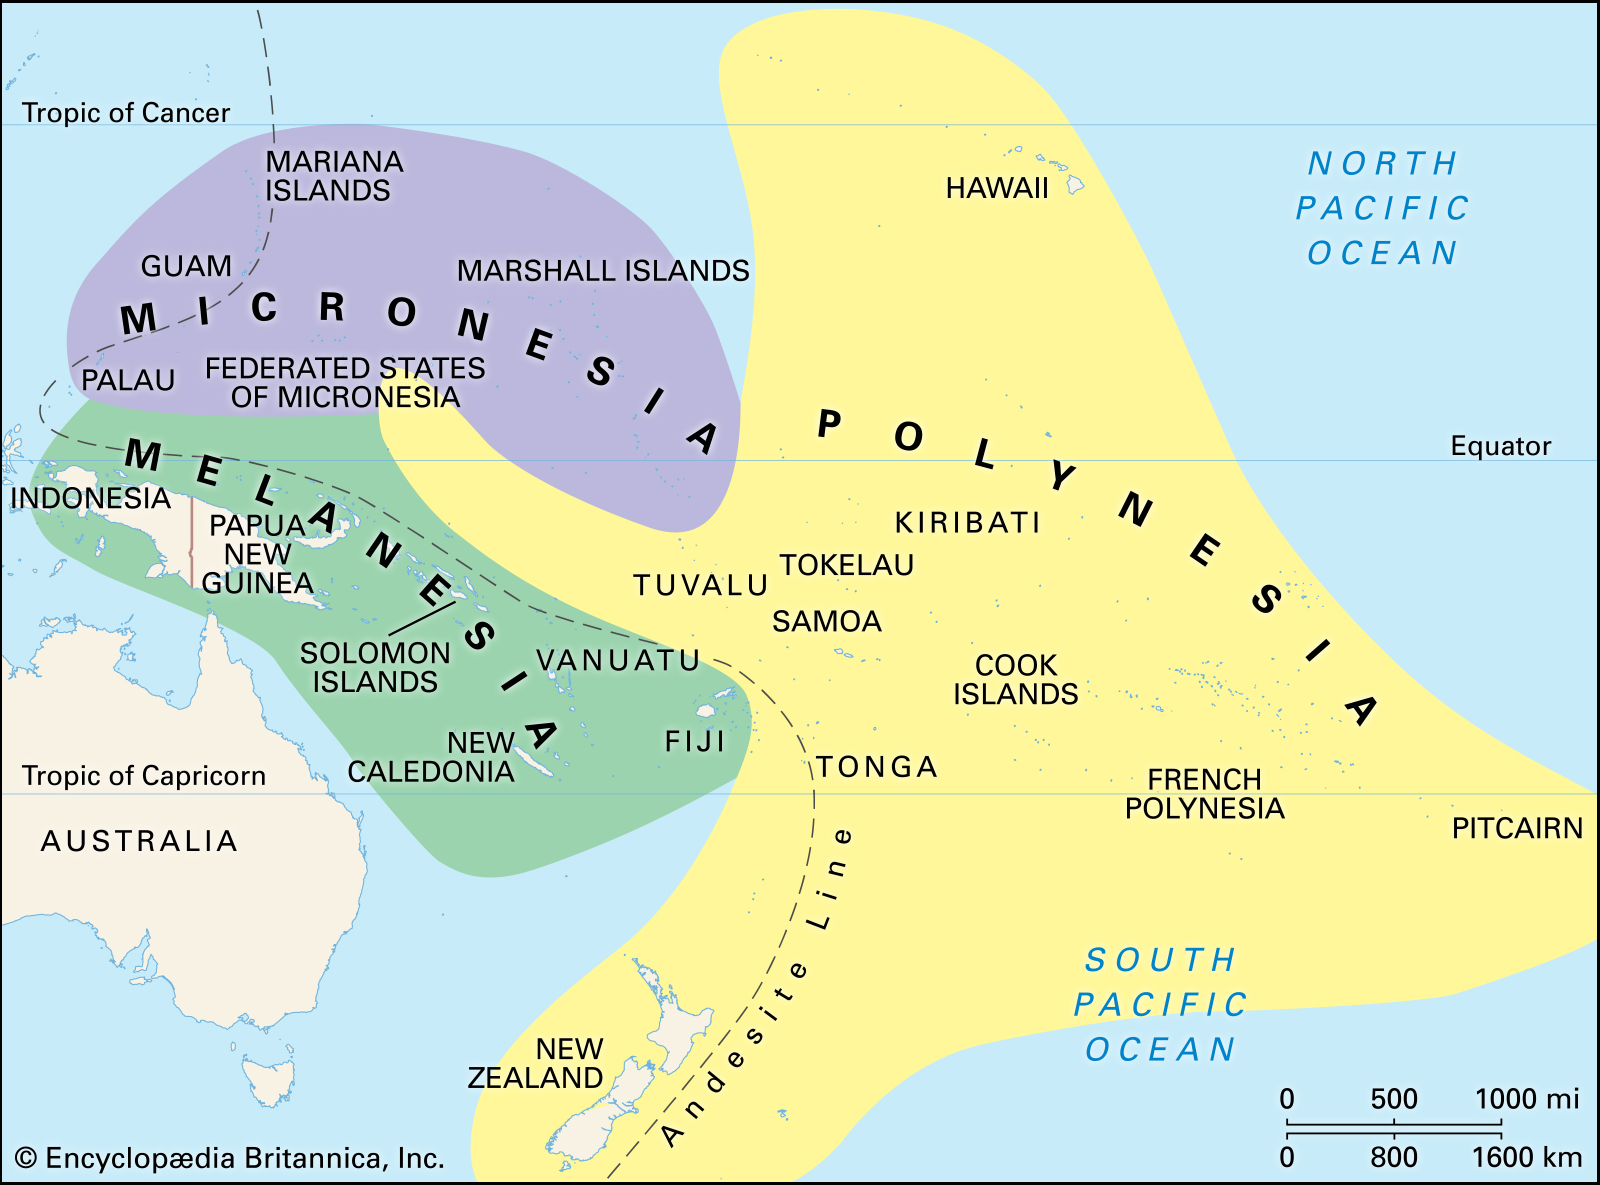 Tropic of Cancer
MARIANA
ISLANDS
HAWAII
NORTH
PACIFIC
OCEAN
GUAM
MARSHALL ISLANDS
MICRONESIA
PALAU
FEDERATED STATES
OF MICRONESIA
POLYNESIA
Equator
MELANESIA
INDONESIA
PAPUA
NEW
GUINEA
KIRIBATI
TOKELAU
TUVALU
SAMOA
SOLOMON
ISLANDS
VANUATU
COOK
ISLANDS
FIJI
NEW
CALEDONIA
TONGA
Tropic of Capricorn
FRENCH
POLYNESIA
PITCAIRN
AUSTRALIA
Andesite Line
SOUTH
PACIFIC
OCEAN
NEW
ZEALAND
0 500 1000 mi
0 800 1600 km
© Encyclopædia Britannica, Inc.